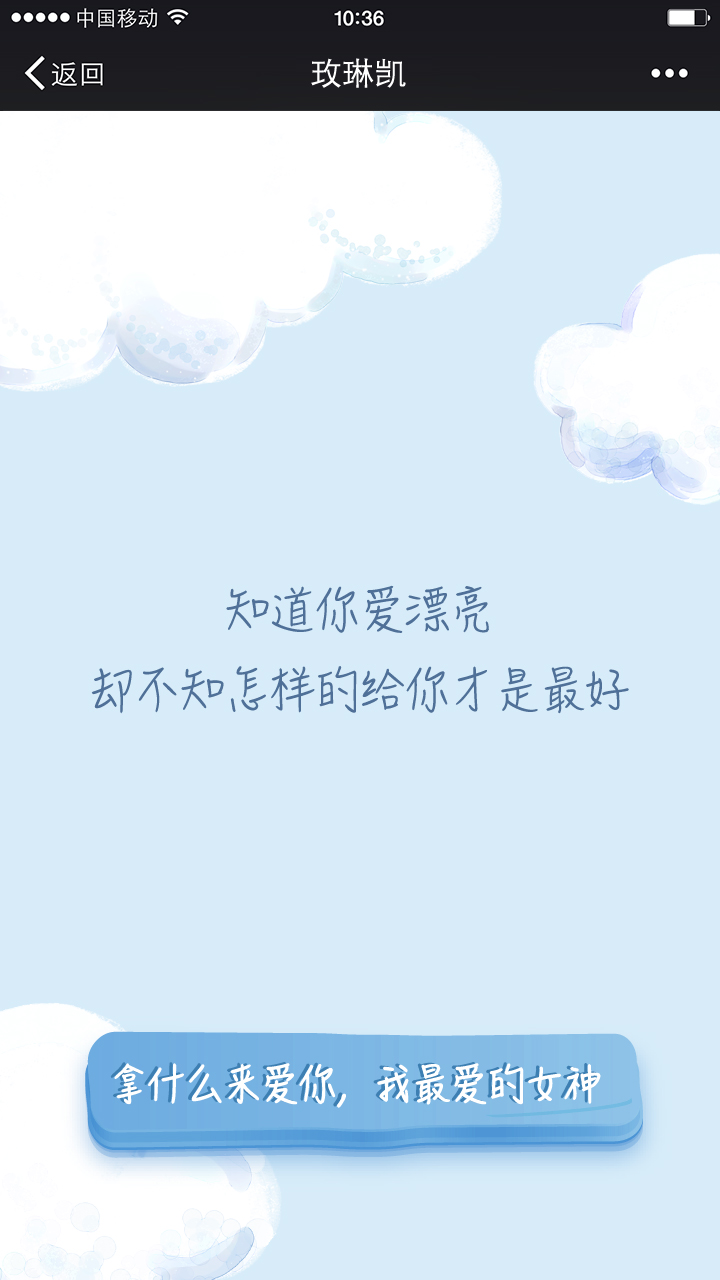 中国移动 10:36
返回 玫琳凯
知道你爱漂亮
却不知怎样的给你才是最好
拿什么来爱你，我最爱的女神